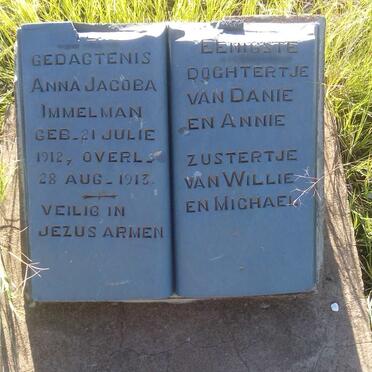 GEDAGTENIS
ANNA JACOBA
IMMELMAN
GEB. 21 JULIE
1912, OVERL.
28 AUG. 1913.
VEILIG IN
JEZUS ARMEN
EENIGSTE
DOCHTERTJE
VAN DANIE
EN ANNIE
ZUSTERTJE
VAN WILLIE
EN MICHAEL